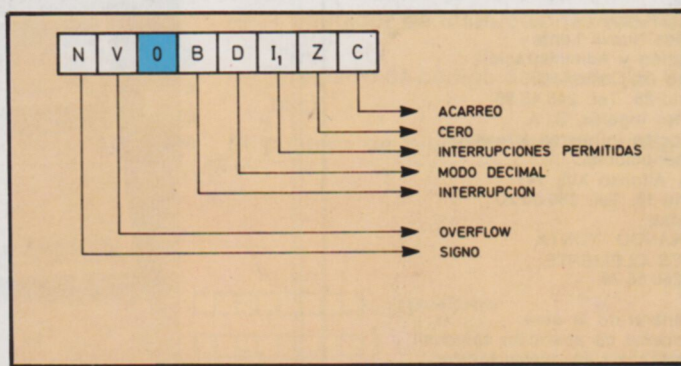 N V 0 B D I₁ Z C
ACARREO
CERO
INTERRUPCIONES PERMITIDAS
MODO DECIMAL
INTERRUPCION
OVERFLOW
SIGNO